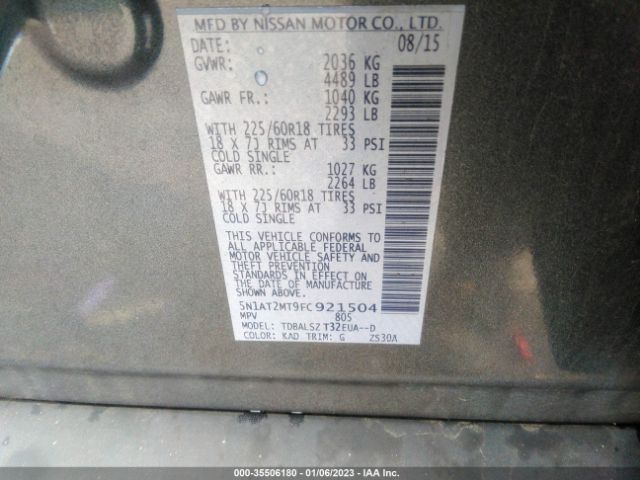 MFD BY NISSAN MOTOR CO., LTD.
DATE: 08/15
GVWR: 2036 KG
4489 LB
GAWR FR.: 1040 KG
2293 LB
WITH 225/60R18 TIRES
18 X 7J RIMS AT 33 PSI
COLD SINGLE
GAWR RR.: 1027 KG
2264 LB
WITH 225/60R18 TIRES
18 X 7J RIMS AT 33 PSI
COLD SINGLE
THIS VEHICLE CONFORMS TO
ALL APPLICABLE FEDERAL
MOTOR VEHICLE SAFETY AND
THEFT PREVENTION
STANDARDS IN EFFECT ON
THE DATE OF MANUFACTURE
SHOWN ABOVE.
5N1AT2MT9FC921504
MPV 805
MODEL: TDBALSZ T32EUA--D
COLOR: KAD TRIM: G ZS30A
000-35506180 - 01/06/2023 - IAA Inc.